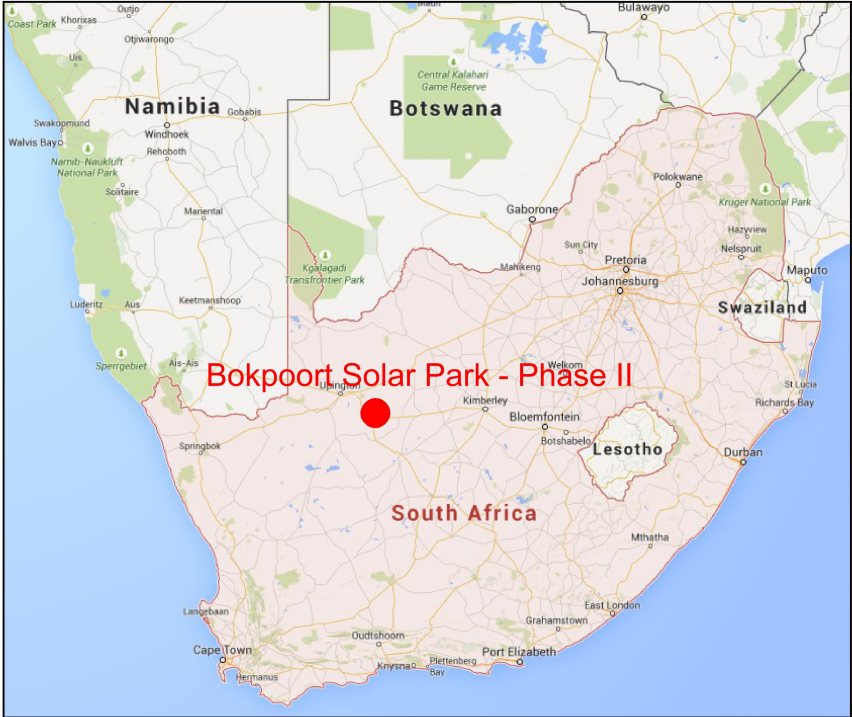 Outjo
Bulawayo
Coast Park
Khorixas
Otjiwarongo
Uis
Central Kalahari
Game Reserve
Namibia
Gobabis
Botswana
Swakopmund
Windhoek
Walvis Bay
Rehoboth
Namib-Naukluft
National Park
Solitaire
Polokwane
Kruger National Park
Mariental
Gaborone
Hazyview
Sun City
Nelspruit
Pretoria
Kgalagadi
Transfrontier Park
Mahikeng
Maputo
Johannesburg
Luderitz
Aus
Keetmanshoop
Swaziland
Sperrgebiet
Ais-Ais
Welkom
Bokpoort Solar Park - Phase II
Upington
St Lucia
Kimberley
Richards Bay
Bloemfontein
Botshabelo
Springbok
Lesotho
Durban
South Africa
Mthatha
Langebaan
East London
Grahamstown
Oudtshoorn
Cape Town
Port Elizabeth
Knysna
Plettenberg
Bay
Hermanus